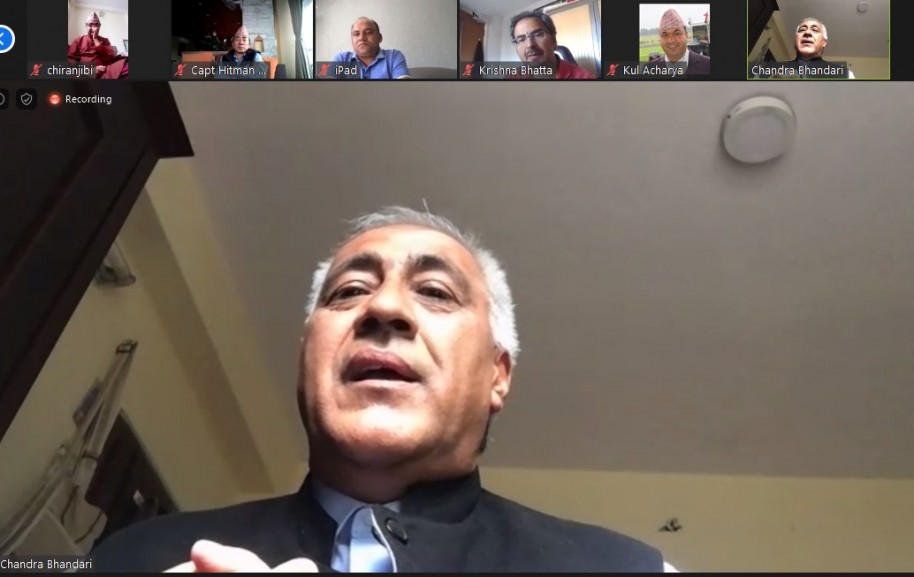 chiranjibi
Capt Hitman ...
iPad
Krishna Bhatta
Kul Acharya
Chandra Bhandari
Recording
Chandra Bhandari